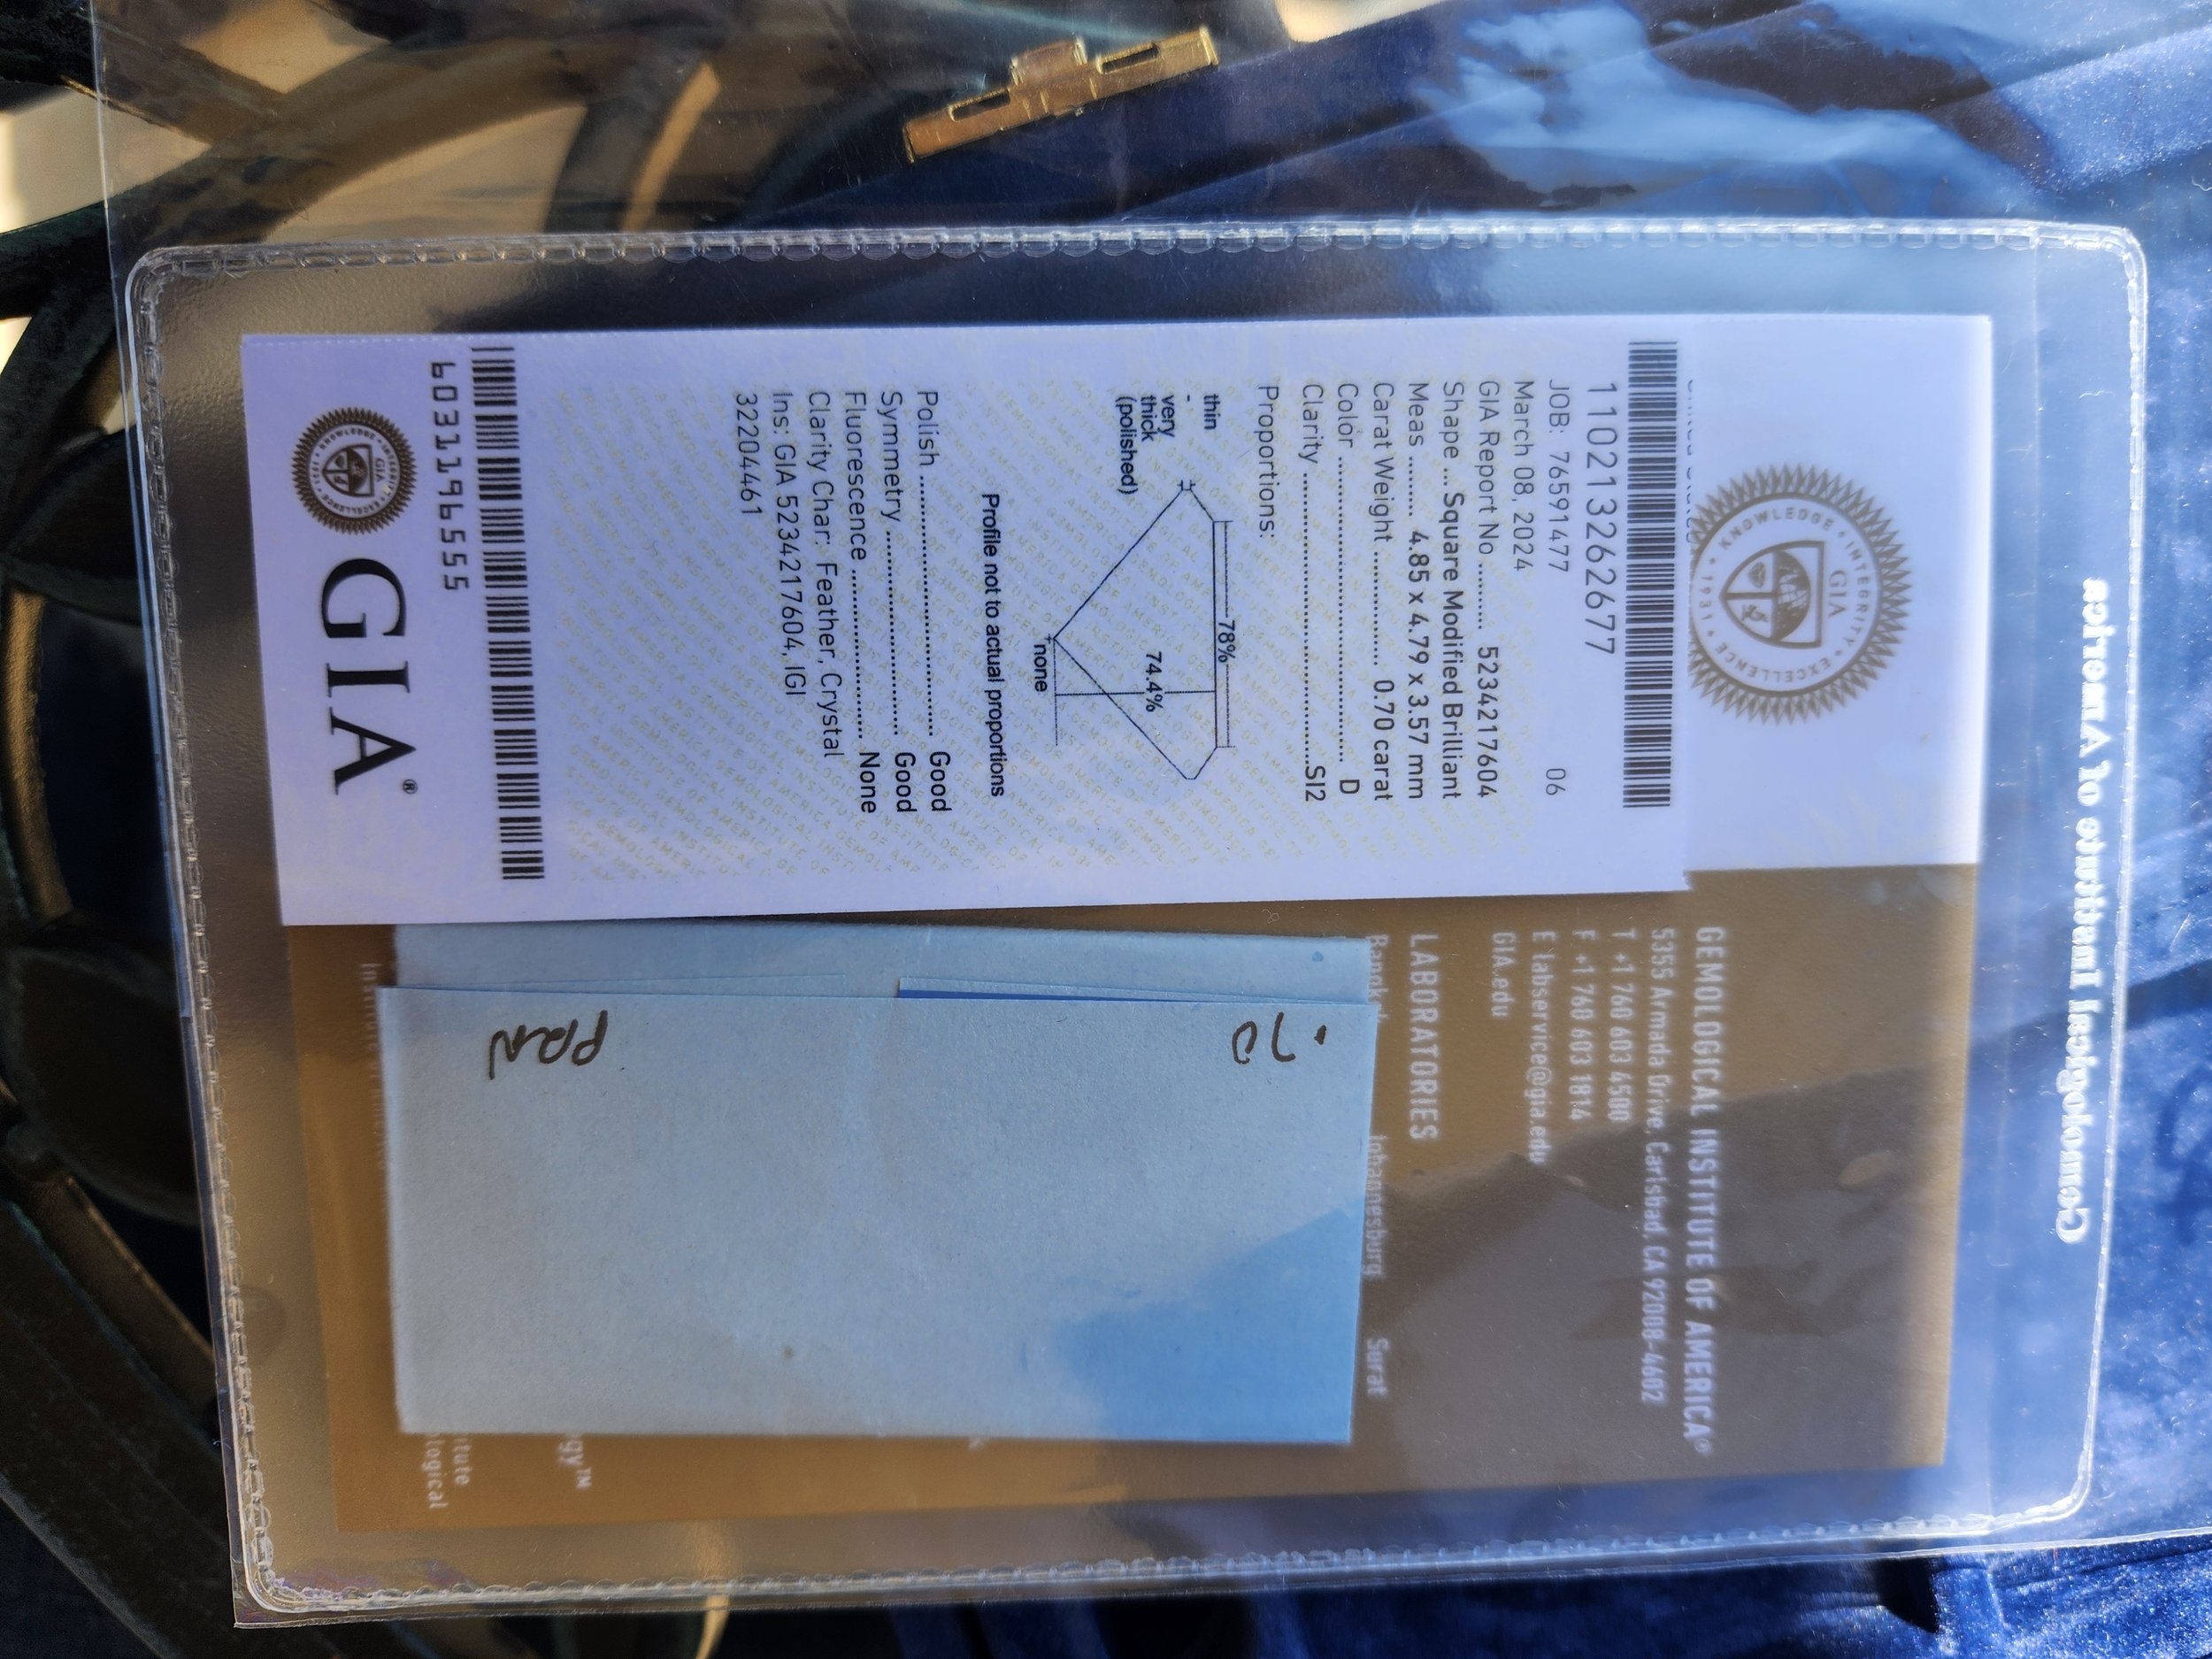 GIA
KNOWLEDGE • INTEGRITY • EXCELLENCE • 1931
110213262677
JOB: 76591477 06
March 08, 2024
GIA Report No ........ 5234217604
Shape ... Square Modified Brilliant
Meas ....... 4.85 x 4.79 x 3.57 mm
Carat Weight ............... 0.70 carat
Color ........................................ D
Clarity ...................................... SI2
Proportions:
78%
thin
-
very
thick
(polished)
74.4%
none
Profile not to actual proportions
Polish ................................. Good
Symmetry ........................... Good
Fluorescence ...................... None
Clarity Char: Feather, Crystal
Ins: GIA 5234217604, IGI
32204461
6031196555
GIA®
GEMOLOGICAL INSTITUTE OF AMERICA®
5355 Armada Drive, Carlsbad, CA 92008-4602
T +1 760 603 4500
F +1 760 603 1814
E labservice@gia.edu
GIA.edu
LABORATORIES
Johannesburg Surat
.70
gy™
itute
logical
Gemological Institute of America